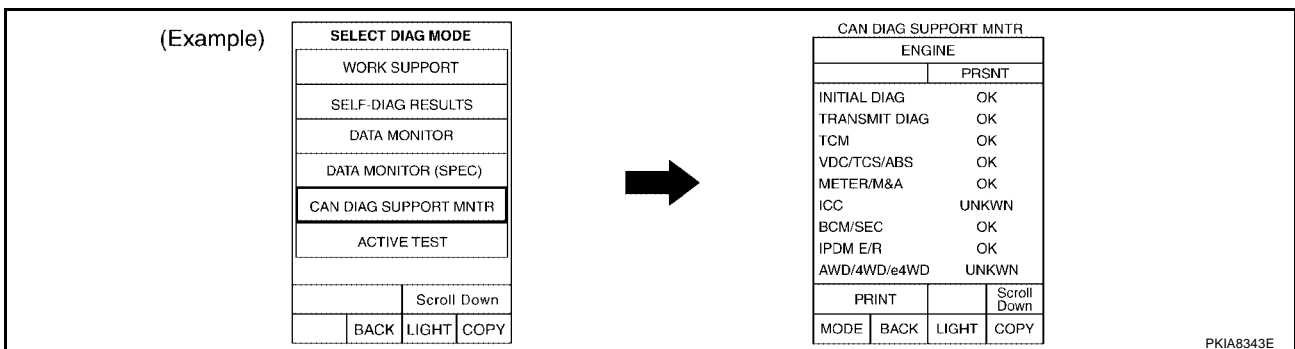 (Example)
SELECT DIAG MODE
WORK SUPPORT
SELF-DIAG RESULTS
DATA MONITOR
DATA MONITOR (SPEC)
CAN DIAG SUPPORT MNTR
ACTIVE TEST
Scroll Down
BACK LIGHT COPY
CAN DIAG SUPPORT MNTR
ENGINE
PRSNT
INITIAL DIAG OK
TRANSMIT DIAG OK
TCM OK
VDC/TCS/ABS OK
METER/M&A OK
ICC UNKWN
BCM/SEC OK
IPDM E/R OK
AWD/4WD/e4WD UNKWN
PRINT Scroll Down
MODE BACK LIGHT COPY
PKIA8343E